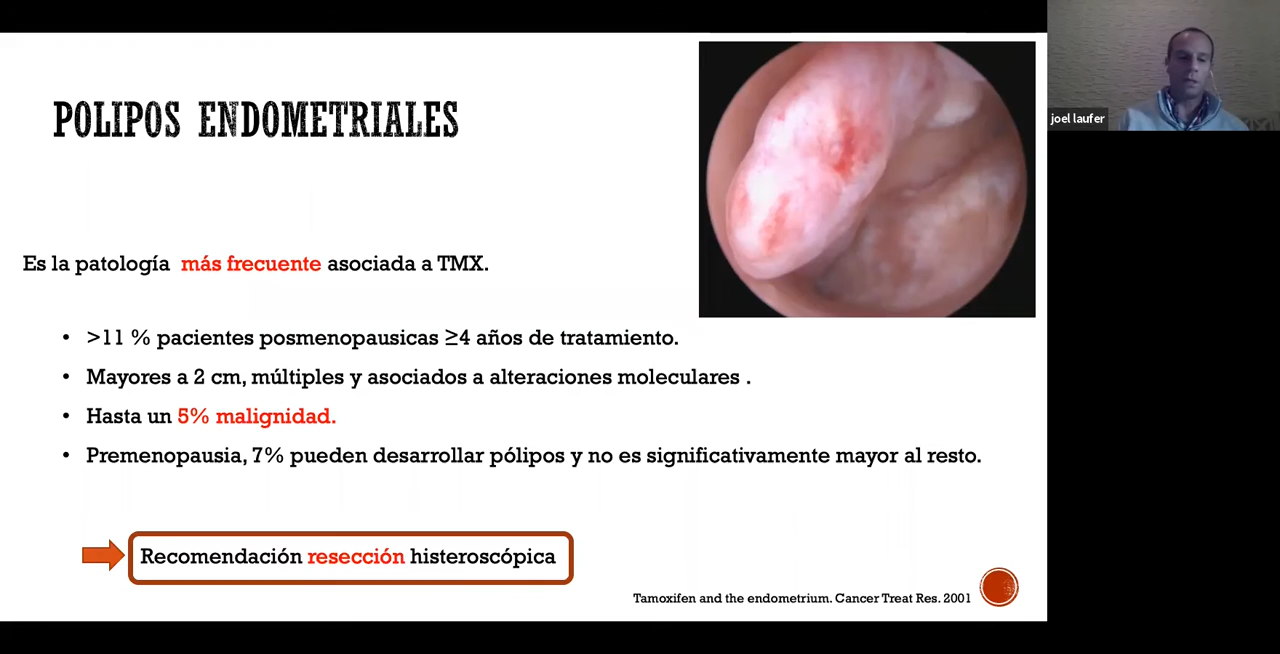 POLIPOS ENDOMETRIALES
joel laufer
Es la patología más frecuente asociada a TMX.
• >11 % pacientes posmenopausicas ≥4 años de tratamiento.
• Mayores a 2 cm, múltiples y asociados a alteraciones moleculares .
• Hasta un 5% malignidad.
• Premenopausia, 7% pueden desarrollar pólipos y no es significativamente mayor al resto.
Recomendación resección histeroscópica
Tamoxifen and the endometrium. Cancer Treat Res. 2001